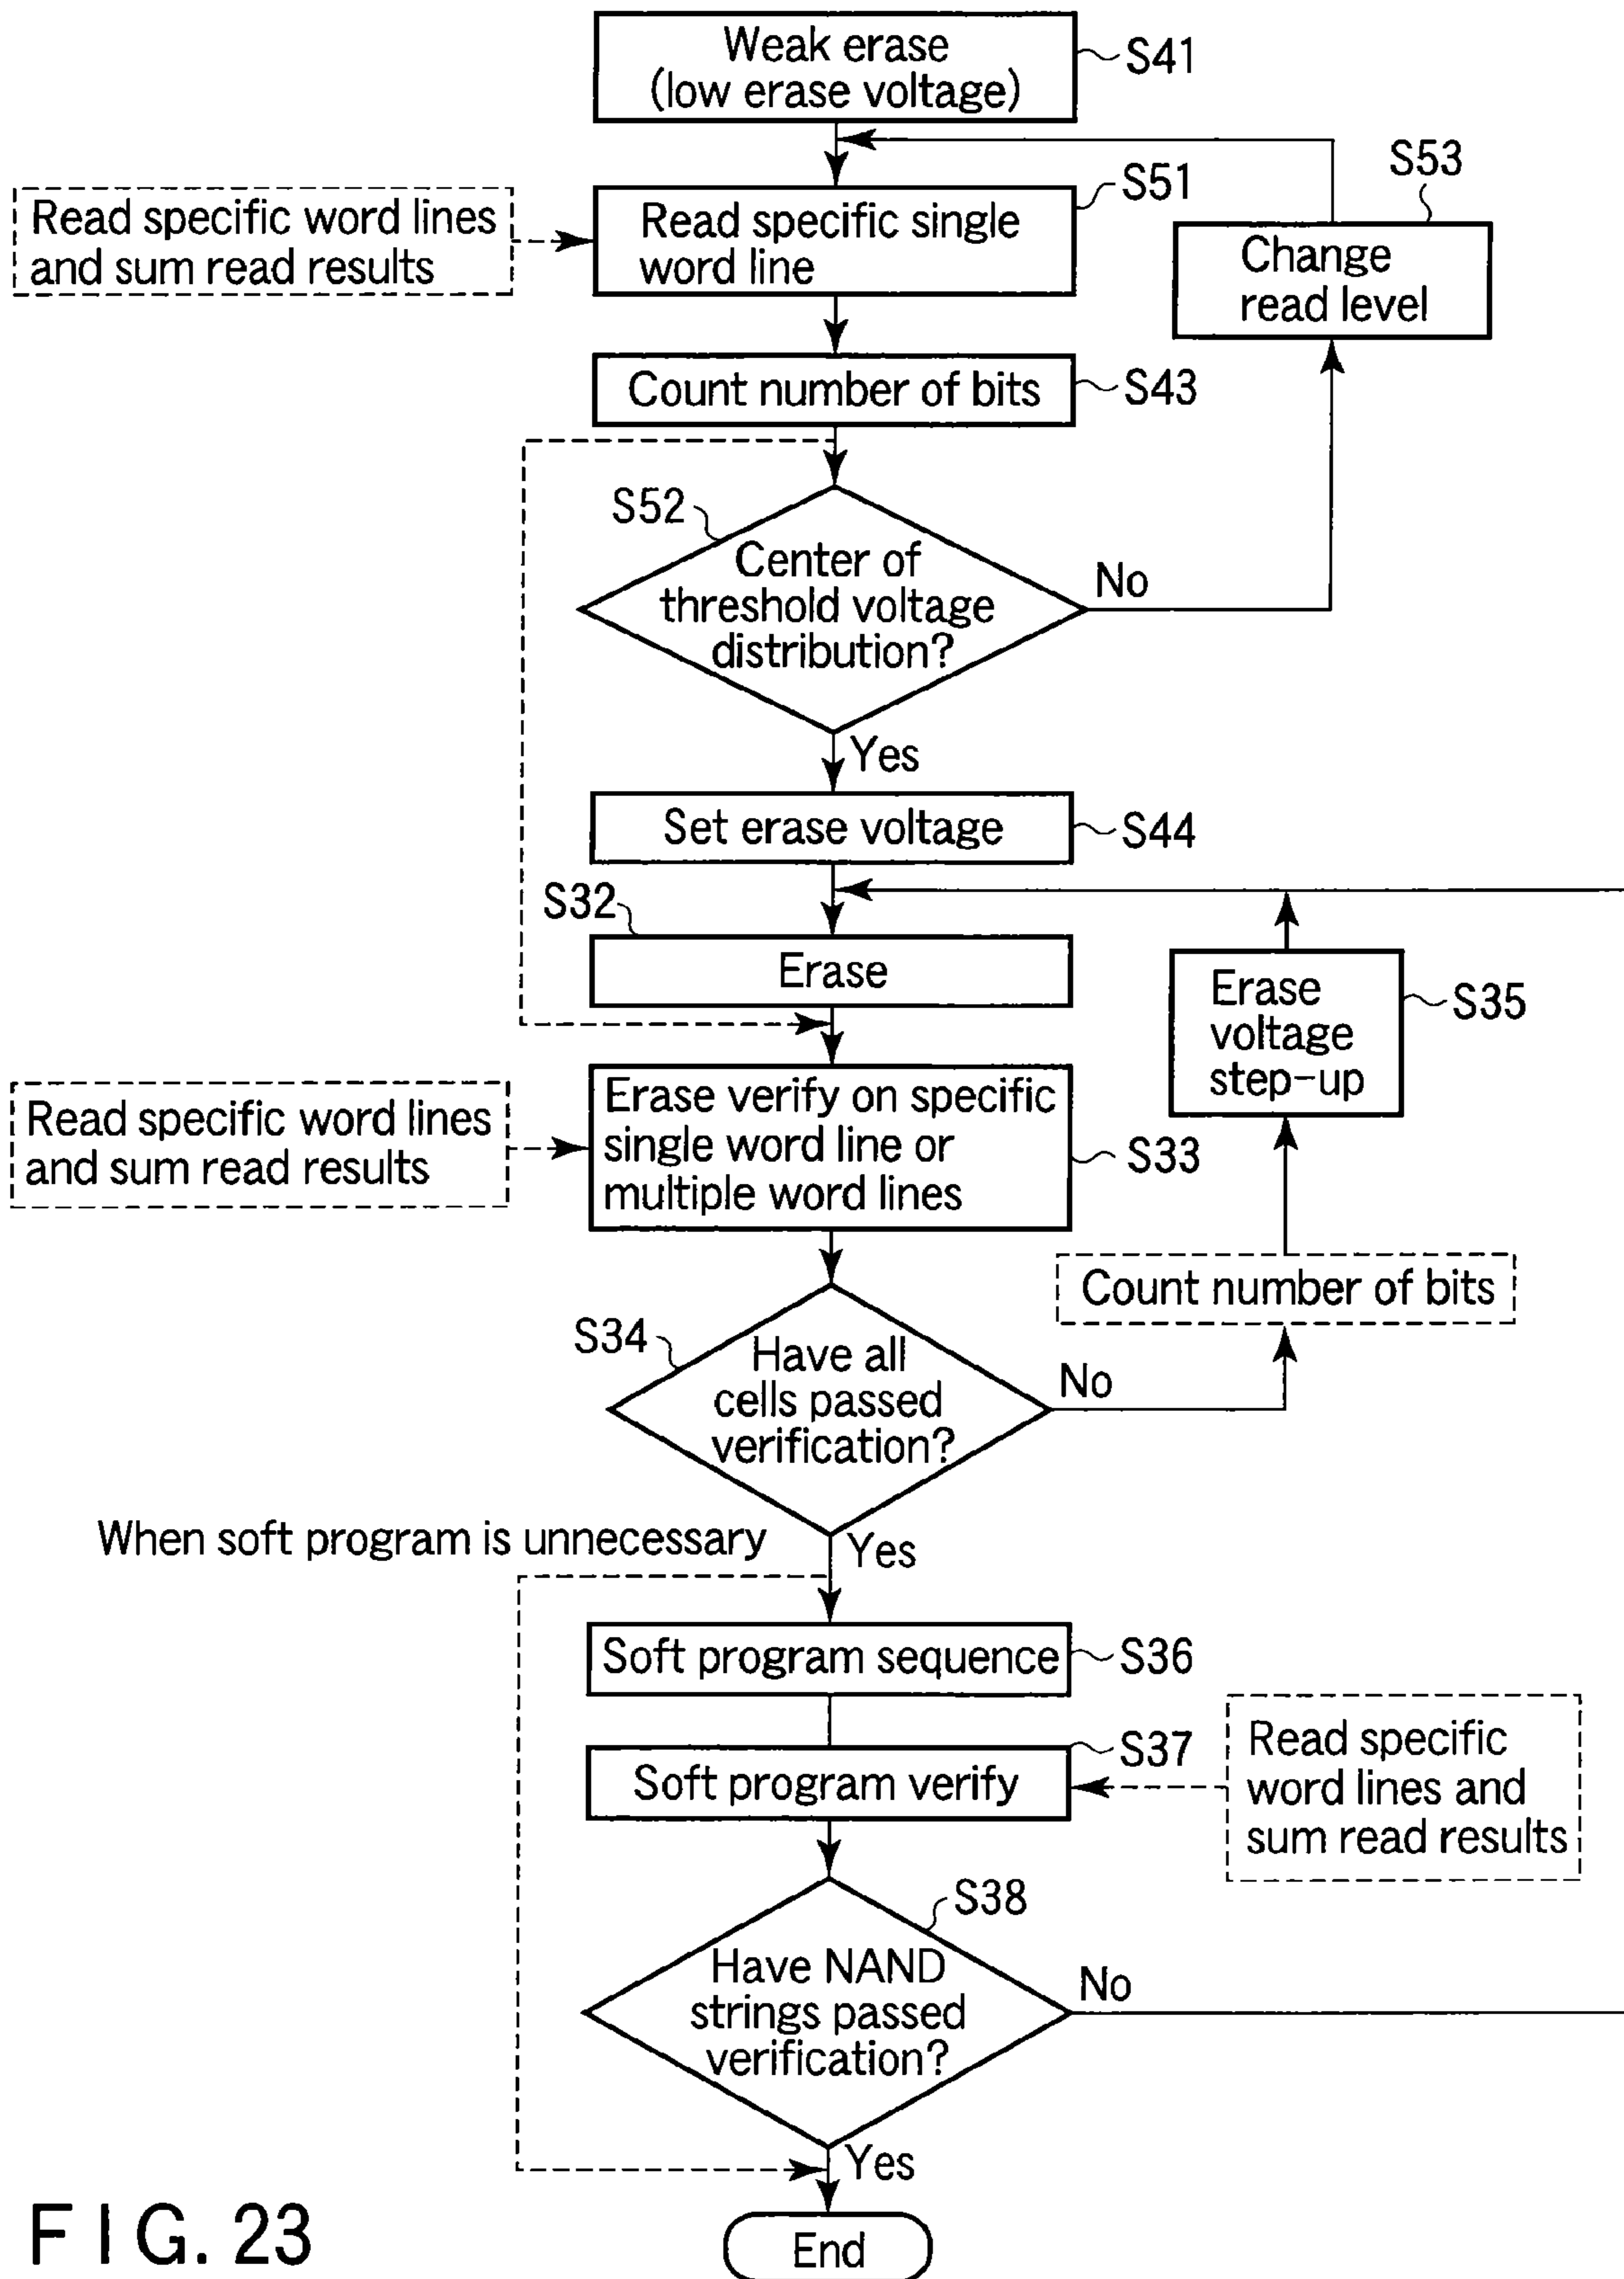 Weak erase
(low erase voltage)
S41
S53
S51
Read specific word lines
and sum read results
Read specific single
word line
Change
read level
Count number of bits
S43
S52
Center of
threshold voltage
distribution?
No
Yes
Set erase voltage
S44
S32
Erase
Erase
voltage
step-up
S35
Read specific word lines
and sum read results
Erase verify on specific
single word line or
multiple word lines
S33
Count number of bits
S34
Have all
cells passed
verification?
No
When soft program is unnecessary
Yes
Soft program sequence
S36
S37
Soft program verify
Read specific
word lines and
sum read results
S38
Have NAND
strings passed
verification?
No
Yes
End
FIG. 23